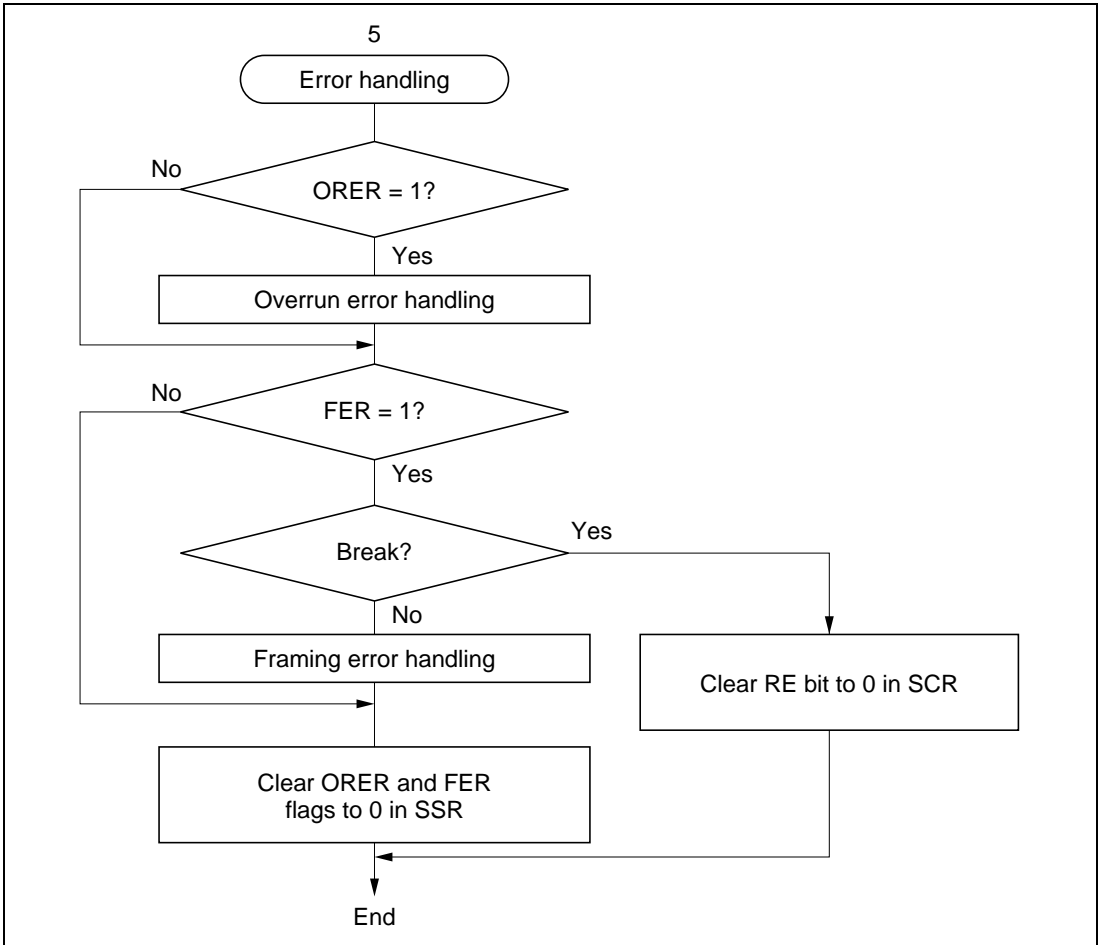 5
Error handling
No
ORER = 1?
Yes
Overrun error handling
No
FER = 1?
Yes
Break?
Yes
No
Framing error handling
Clear RE bit to 0 in SCR
Clear ORER and FER
flags to 0 in SSR
End